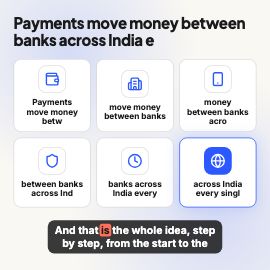 Payments move money between
banks across India e
Payments
move money
betw
move money
between banks
money
between banks
acro
between banks
across Ind
banks across
India every
across India
every singl
And that is the whole idea, step
by step, from the start to the